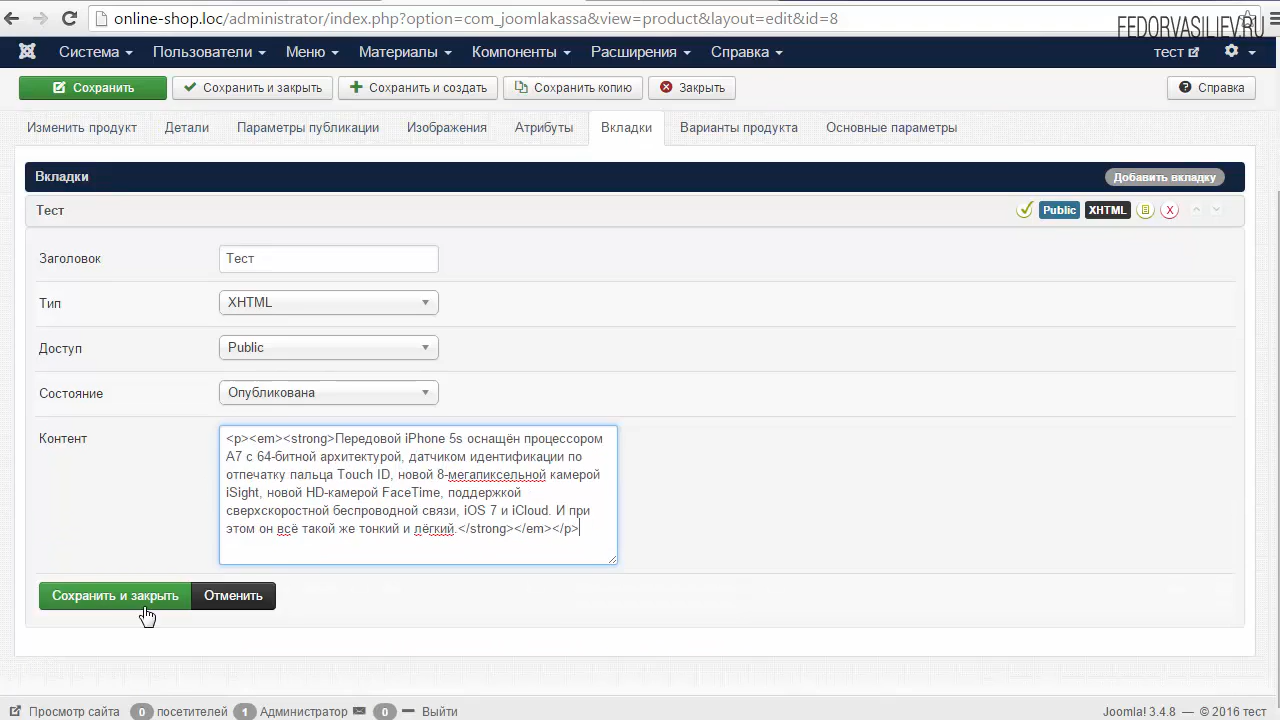 online-shop.loc/administrator/index.php?option=com_joomlakassa&view=product&layout=edit&id=8
FEDORVASILIEV.RU
Система Пользователи Меню Материалы Компоненты Расширения Справка тест
Сохранить Сохранить и закрыть Сохранить и создать Сохранить копию Закрыть Справка
Изменить продукт Детали Параметры публикации Изображения Атрибуты Вкладки Варианты продукта Основные параметры
Вкладки Добавить вкладку
Тест Public XHTML X
Заголовок Тест
Тип XHTML
Доступ Public
Состояние Опубликована
Контент
<p><em><strong>Передовой iPhone 5s оснащён процессором
A7 с 64-битной архитектурой, датчиком идентификации по
отпечатку пальца Touch ID, новой 8-мегапиксельной камерой
iSight, новой HD-камерой FaceTime, поддержкой
сверхскоростной беспроводной связи, iOS 7 и iCloud. И при
этом он всё такой же тонкий и лёгкий.</strong></em></p>
Сохранить и закрыть Отменить
Просмотр сайта 0 посетителей 1 Администратор 0 Выйти Joomla! 3.4.8 — © 2016 тест